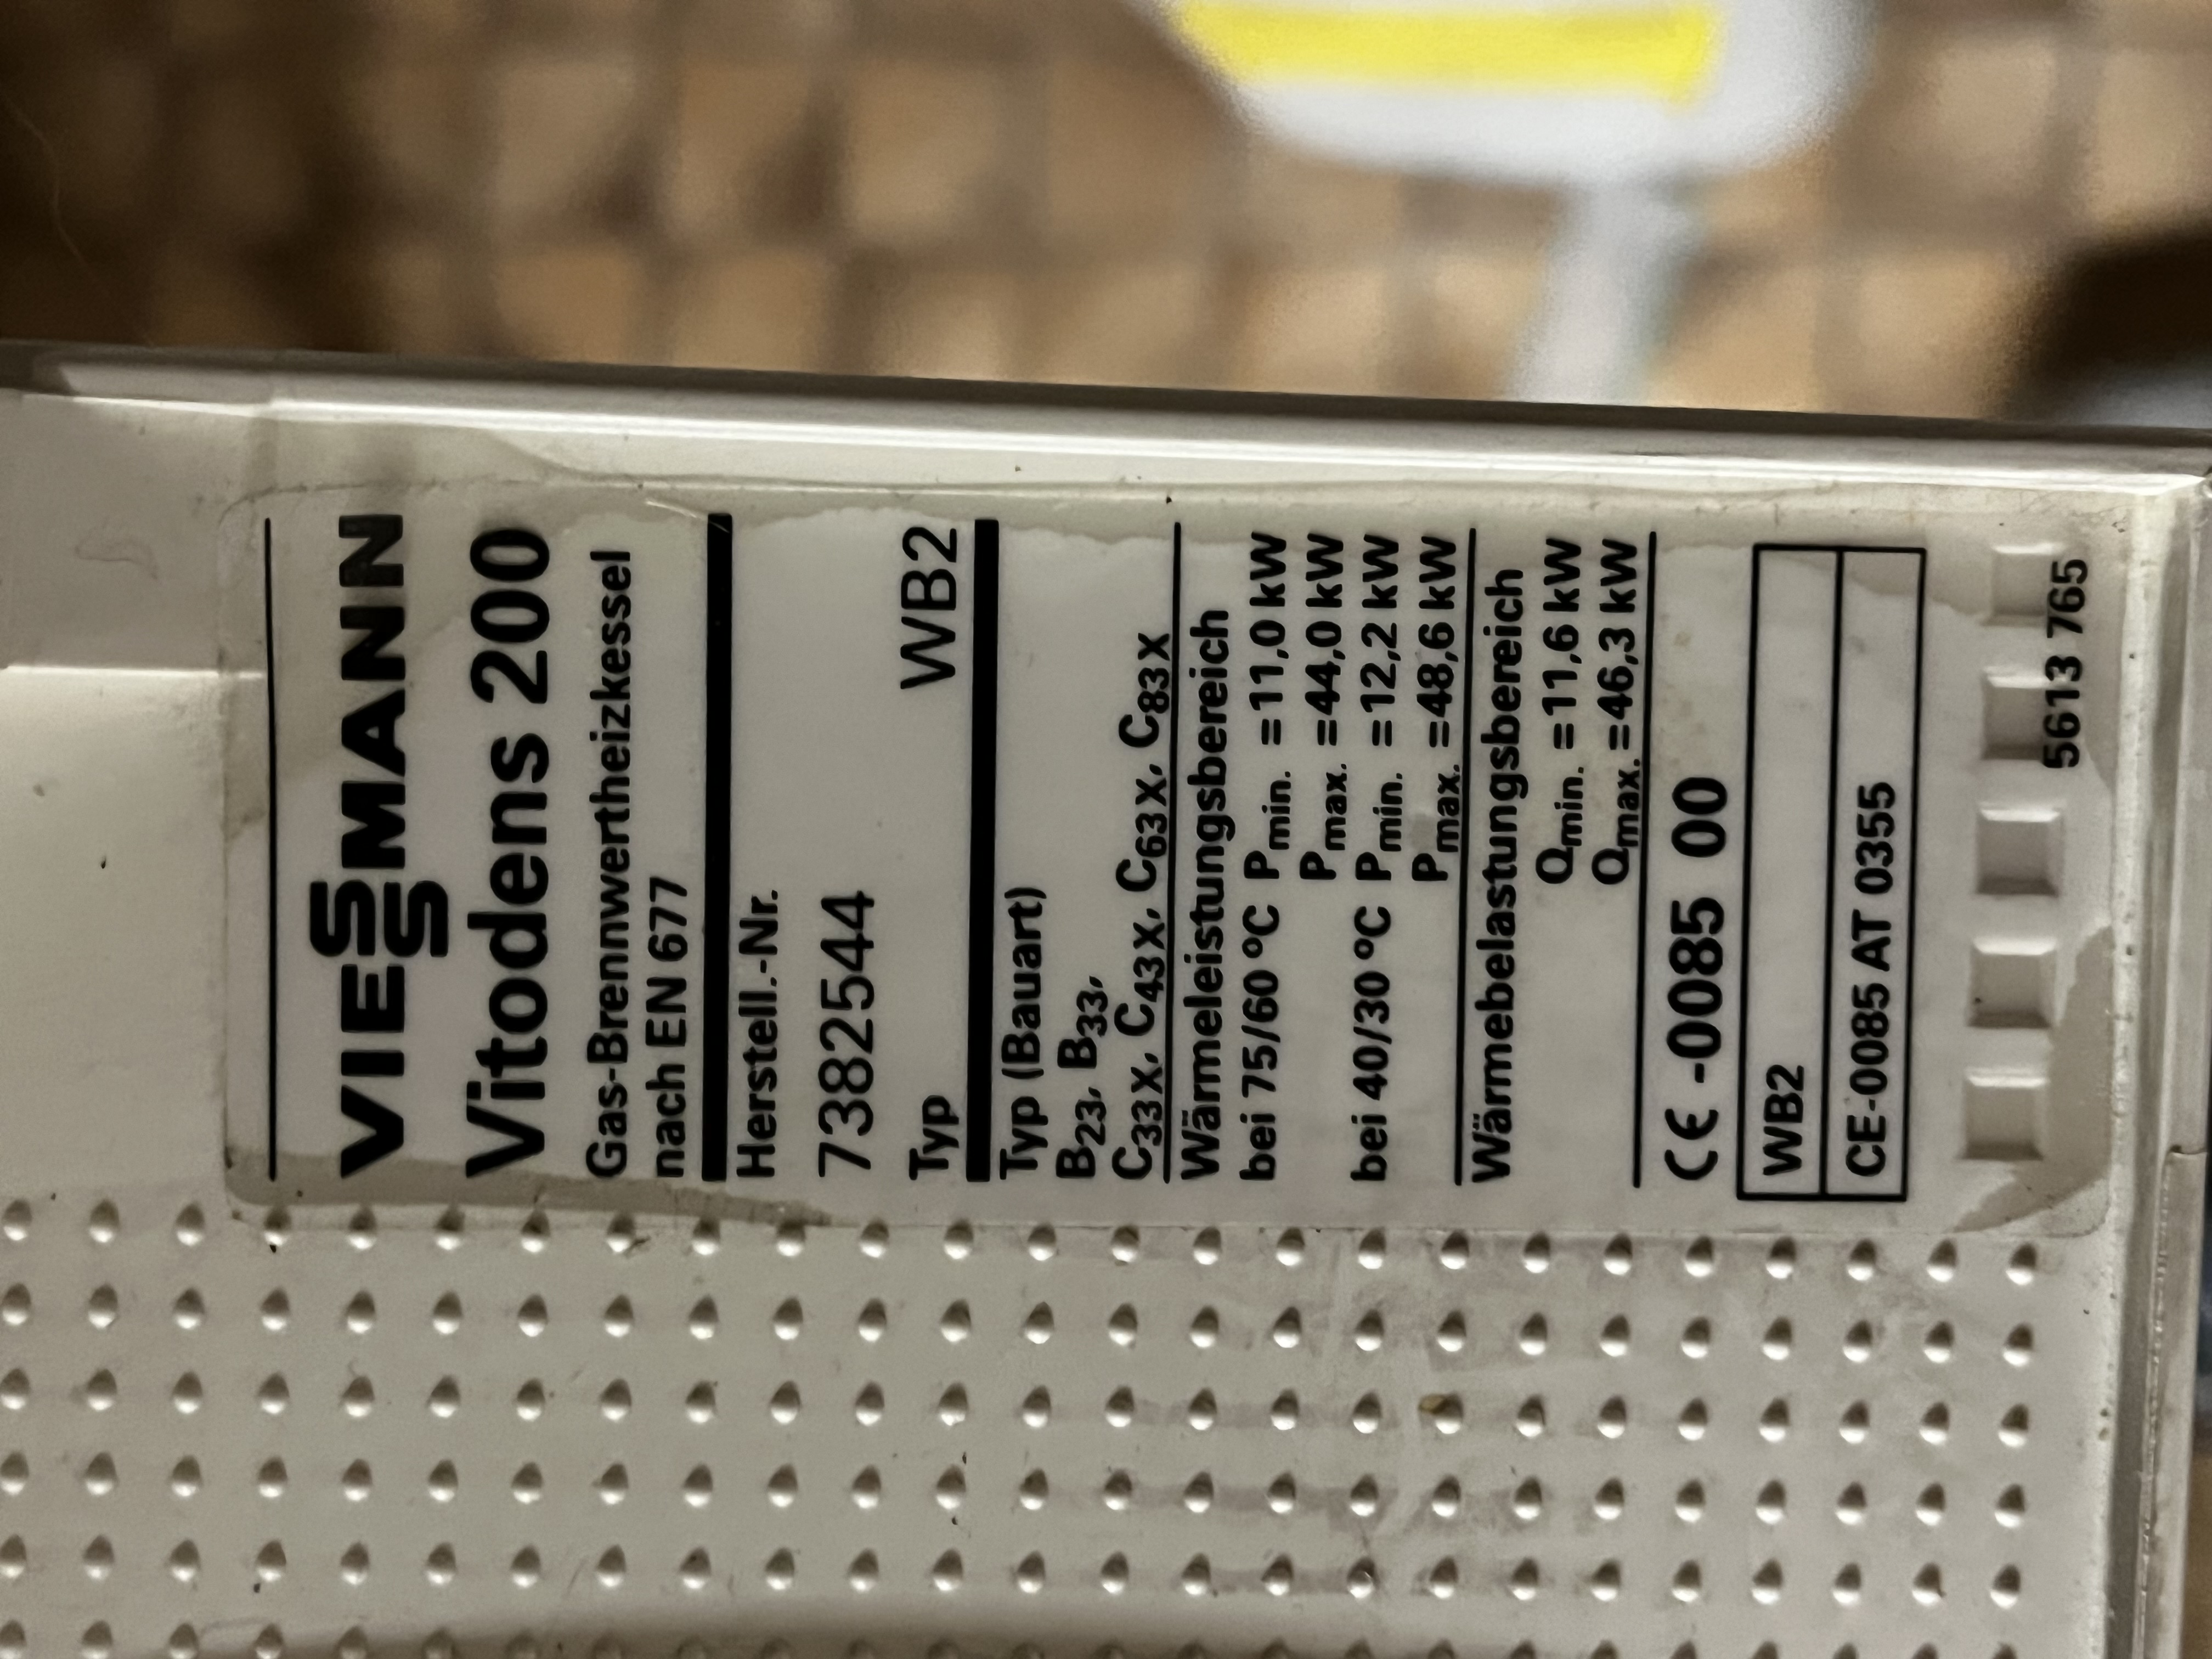 VIESSMANN
Vitodens 200
Gas-Brennwertheizkessel
nach EN 677
Herstell.-Nr.
7382544
Typ WB2
Typ (Bauart)
B23, B33,
C33X, C43X, C63X, C83X
Wärmeleistungsbereich
bei 75/60 °C Pmin. =11,0 kW
Pmax. =44,0 kW
bei 40/30 °C Pmin. =12,2 kW
Pmax. =48,6 kW
Wärmebelastungsbereich
Qmin. =11,6 kW
Qmax. =46,3 kW
CE -0085 00
WB2
CE-0085 AT 0355
5613 765